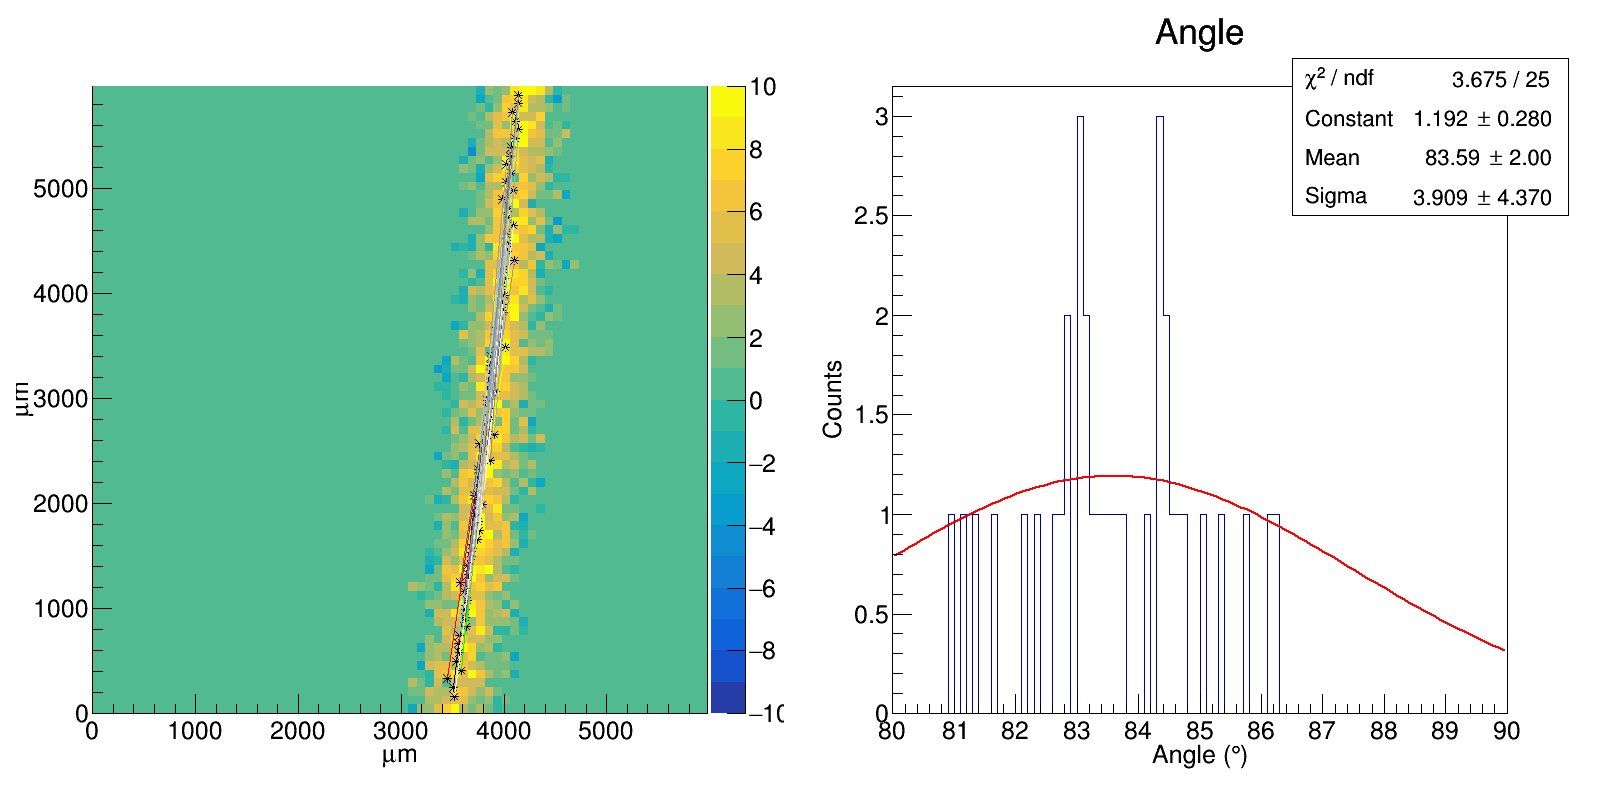 Angle
χ² / ndf 3.675 / 25
Constant 1.192 ± 0.280
Mean 83.59 ± 2.00
Sigma 3.909 ± 4.370
5000
4000
3000
2000
1000
0
μm
0 1000 2000 3000 4000 5000
μm
10
8
6
4
2
0
−2
−4
−6
−8
−10
3
2.5
2
1.5
1
0.5
0
Counts
80 81 82 83 84 85 86 87 88 89 90
Angle (°)